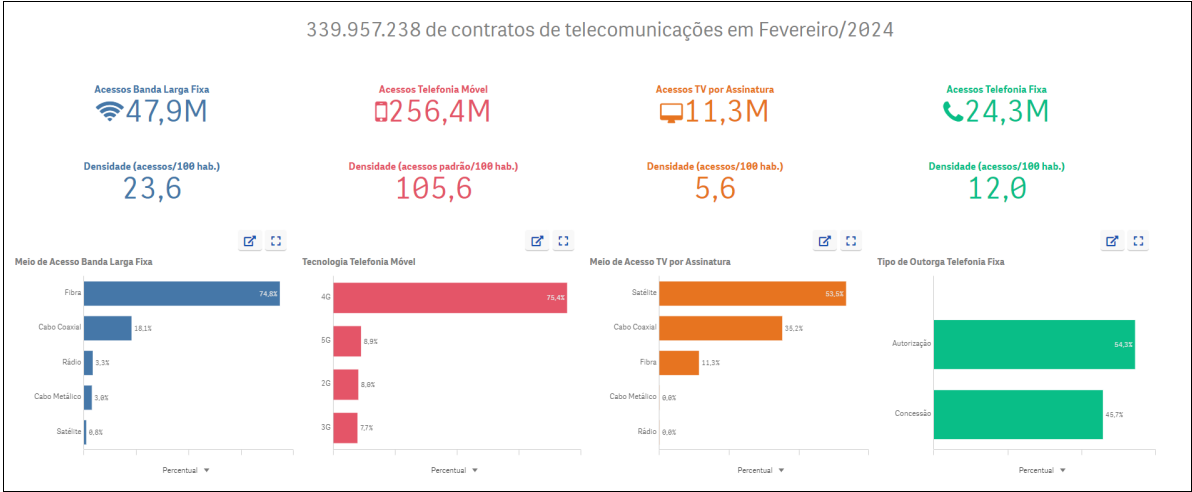 339.957.238 de contratos de telecomunicações em Fevereiro/2024
Acessos Banda Larga Fixa
47,9M
Densidade (acessos/100 hab.)
23,6
Acessos Telefonia Móvel
256,4M
Densidade (acessos padrão/100 hab.)
105,6
Acessos TV por Assinatura
11,3M
Densidade (acessos/100 hab.)
5,6
Acessos Telefonia Fixa
24,3M
Densidade (acessos/100 hab.)
12,0
Meio de Acesso Banda Larga Fixa
Fibra 74,8%
Cabo Coaxial 18,1%
Rádio 3,3%
Cabo Metálico 3,0%
Satélite 0,8%
Percentual
Tecnologia Telefonia Móvel
4G 75,4%
5G 8,9%
2G 8,0%
3G 7,7%
Percentual
Meio de Acesso TV por Assinatura
Satélite 53,5%
Cabo Coaxial 35,2%
Fibra 11,3%
Cabo Metálico 0,0%
Rádio 0,0%
Percentual
Tipo de Outorga Telefonia Fixa
Autorização 54,3%
Concessão 45,7%
Percentual